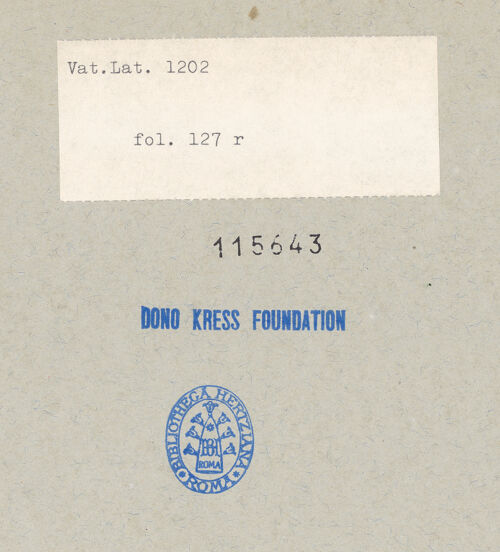 Vat.Lat. 1202
fol. 127 r
115643
DONO KRESS FOUNDATION
BIBLIOTHECA HERTZIANA
ROMA
ROMA